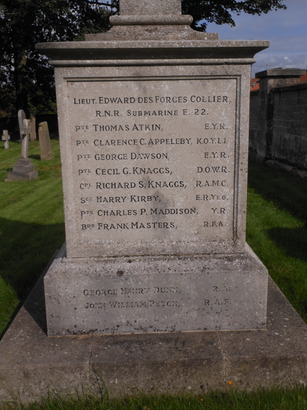 LIEUT. EDWARD DES FORGES COLLIER,
R.N.R. SUBMARINE E. 22.
PTE THOMAS ATKIN, E.Y.R.
PTE CLARENCE C. APPLEBY, K.O.Y.L.I.
PTE GEORGE DAWSON, E.Y.R.
PTE CECIL G. KNAGGS, D.O.W.R.
CPL RICHARD S. KNAGGS, R.A.M.C.
SGT HARRY KIRBY, E.R.YEO.
PTE CHARLES P. MADDISON, Y.R.
BDR FRANK MASTERS, R.F.A.
GEORGE HENRY
JOHN WILLIAM R.A.F.